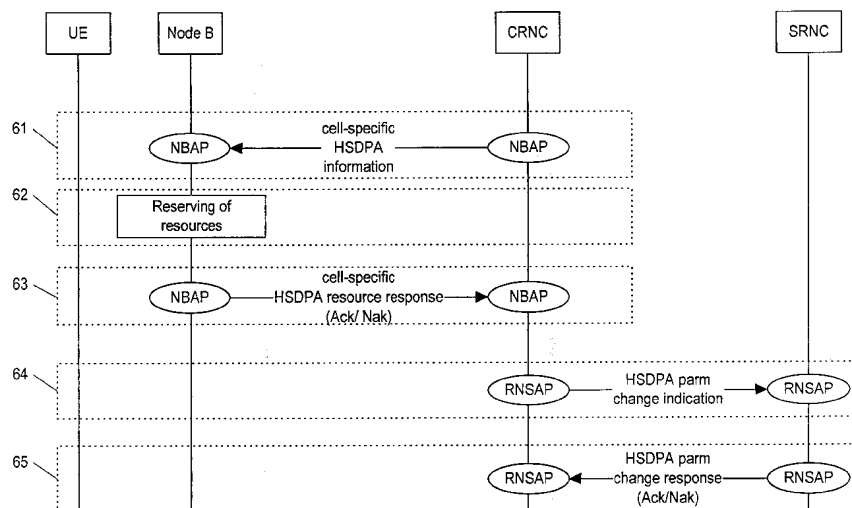 UE
Node B
CRNC
SRNC
61
cell-specific
NBAP
HSDPA
NBAP
information
62
Reserving of
resources
63
cell-specific
NBAP
HSDPA resource response
NBAP
(Ack/ Nak)
64
HSDPA parm
RNSAP
change indication
RNSAP
65
HSDPA parm
RNSAP
change response
RNSAP
(Ack/Nak)